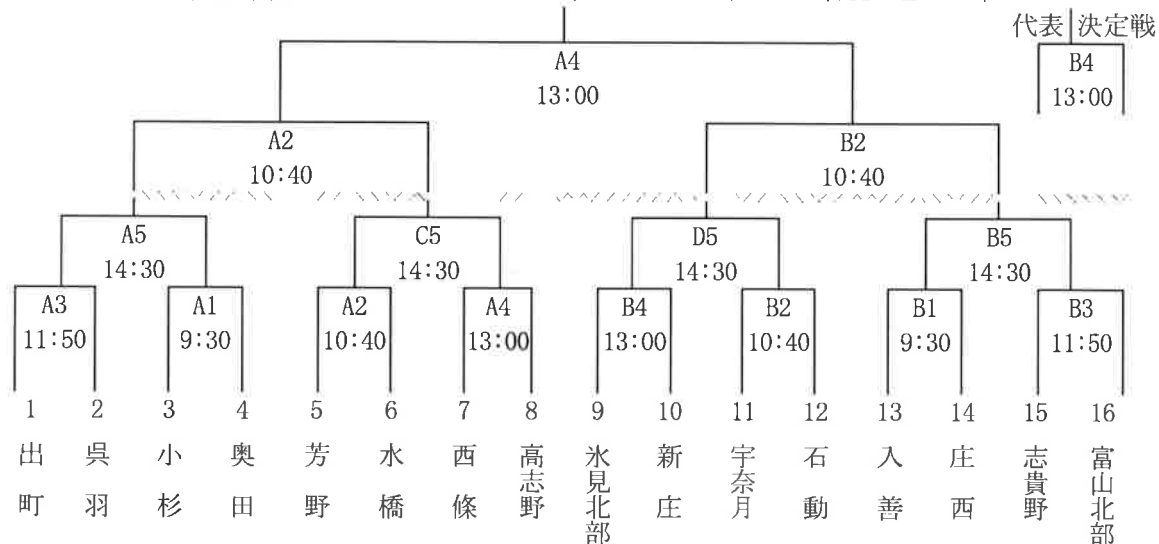 代表 決定戦
A4
B4
13:00
13:00
A2
B2
10:40
10:40
A5
C5
D5
B5
14:30
14:30
14:30
14:30
A3
A1
A2
A4
B4
B2
B1
B3
11:50
9:30
10:40
13:00
13:00
10:40
9:30
11:50
1 2 3 4 5 6 7 8 9 10 11 12 13 14 15 16
出町
呉羽
小杉
奥田
芳野
水橋
西條
高志野
氷見北部
新庄
宇奈月
石動
入善
庄西
志貴野
富山北部